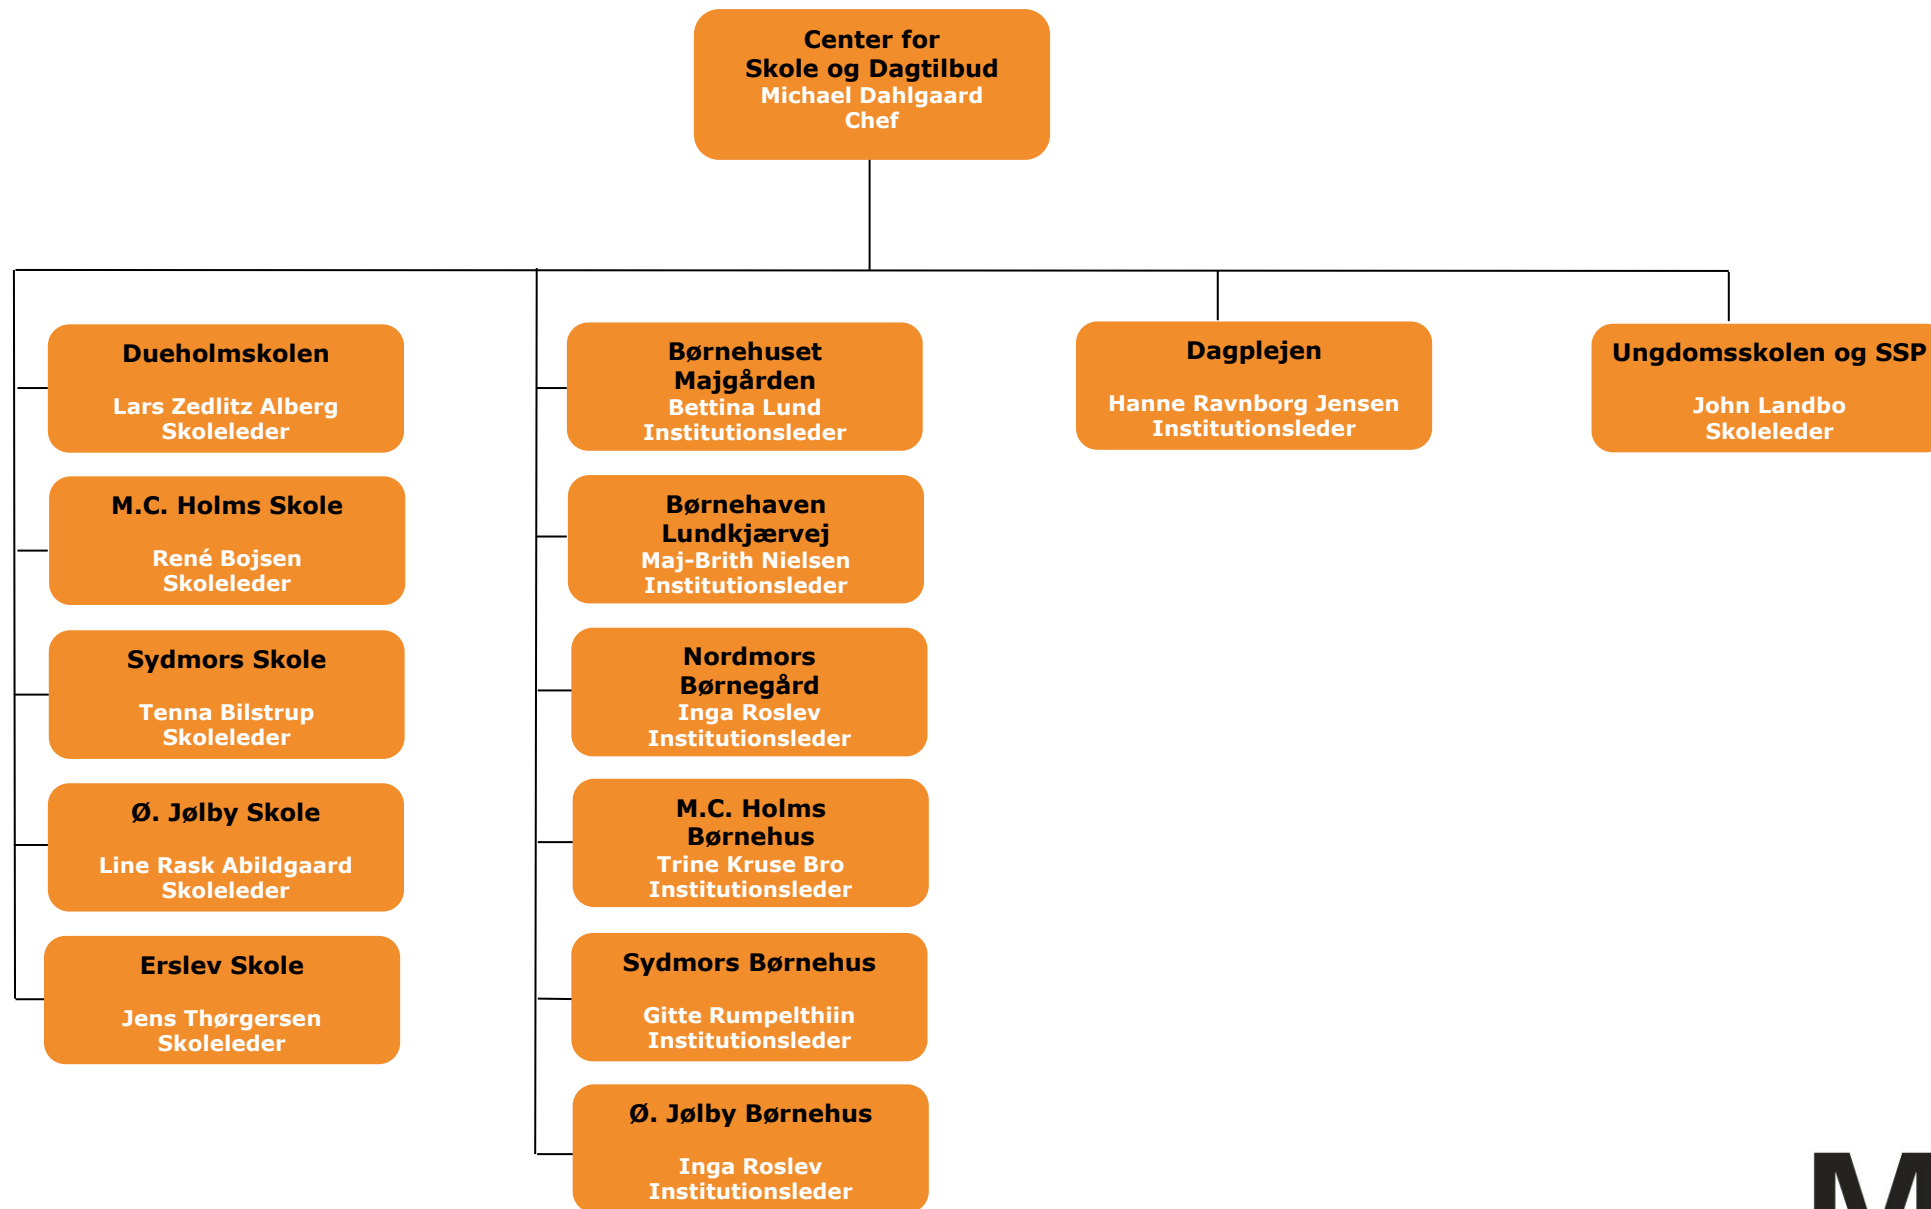 Center for
Skole og Dagtilbud
Michael Dahlgaard
Chef
Dueholmskolen
Lars Zedlitz Alberg
Skoleleder
M.C. Holms Skole
René Bojsen
Skoleleder
Sydmors Skole
Tenna Bilstrup
Skoleleder
Ø. Jølby Skole
Line Rask Abildgaard
Skoleleder
Erslev Skole
Jens Thørgersen
Skoleleder
Børnehuset
Majgården
Bettina Lund
Institutionsleder
Børnehaven
Lundkjærvej
Maj-Brith Nielsen
Institutionsleder
Nordmors
Børnegård
Inga Roslev
Institutionsleder
M.C. Holms
Børnehus
Trine Kruse Bro
Institutionsleder
Sydmors Børnehus
Gitte Rumpelthiin
Institutionsleder
Ø. Jølby Børnehus
Inga Roslev
Institutionsleder
Dagplejen
Hanne Ravnborg Jensen
Institutionsleder
Ungdomsskolen og SSP
John Landbo
Skoleleder
M